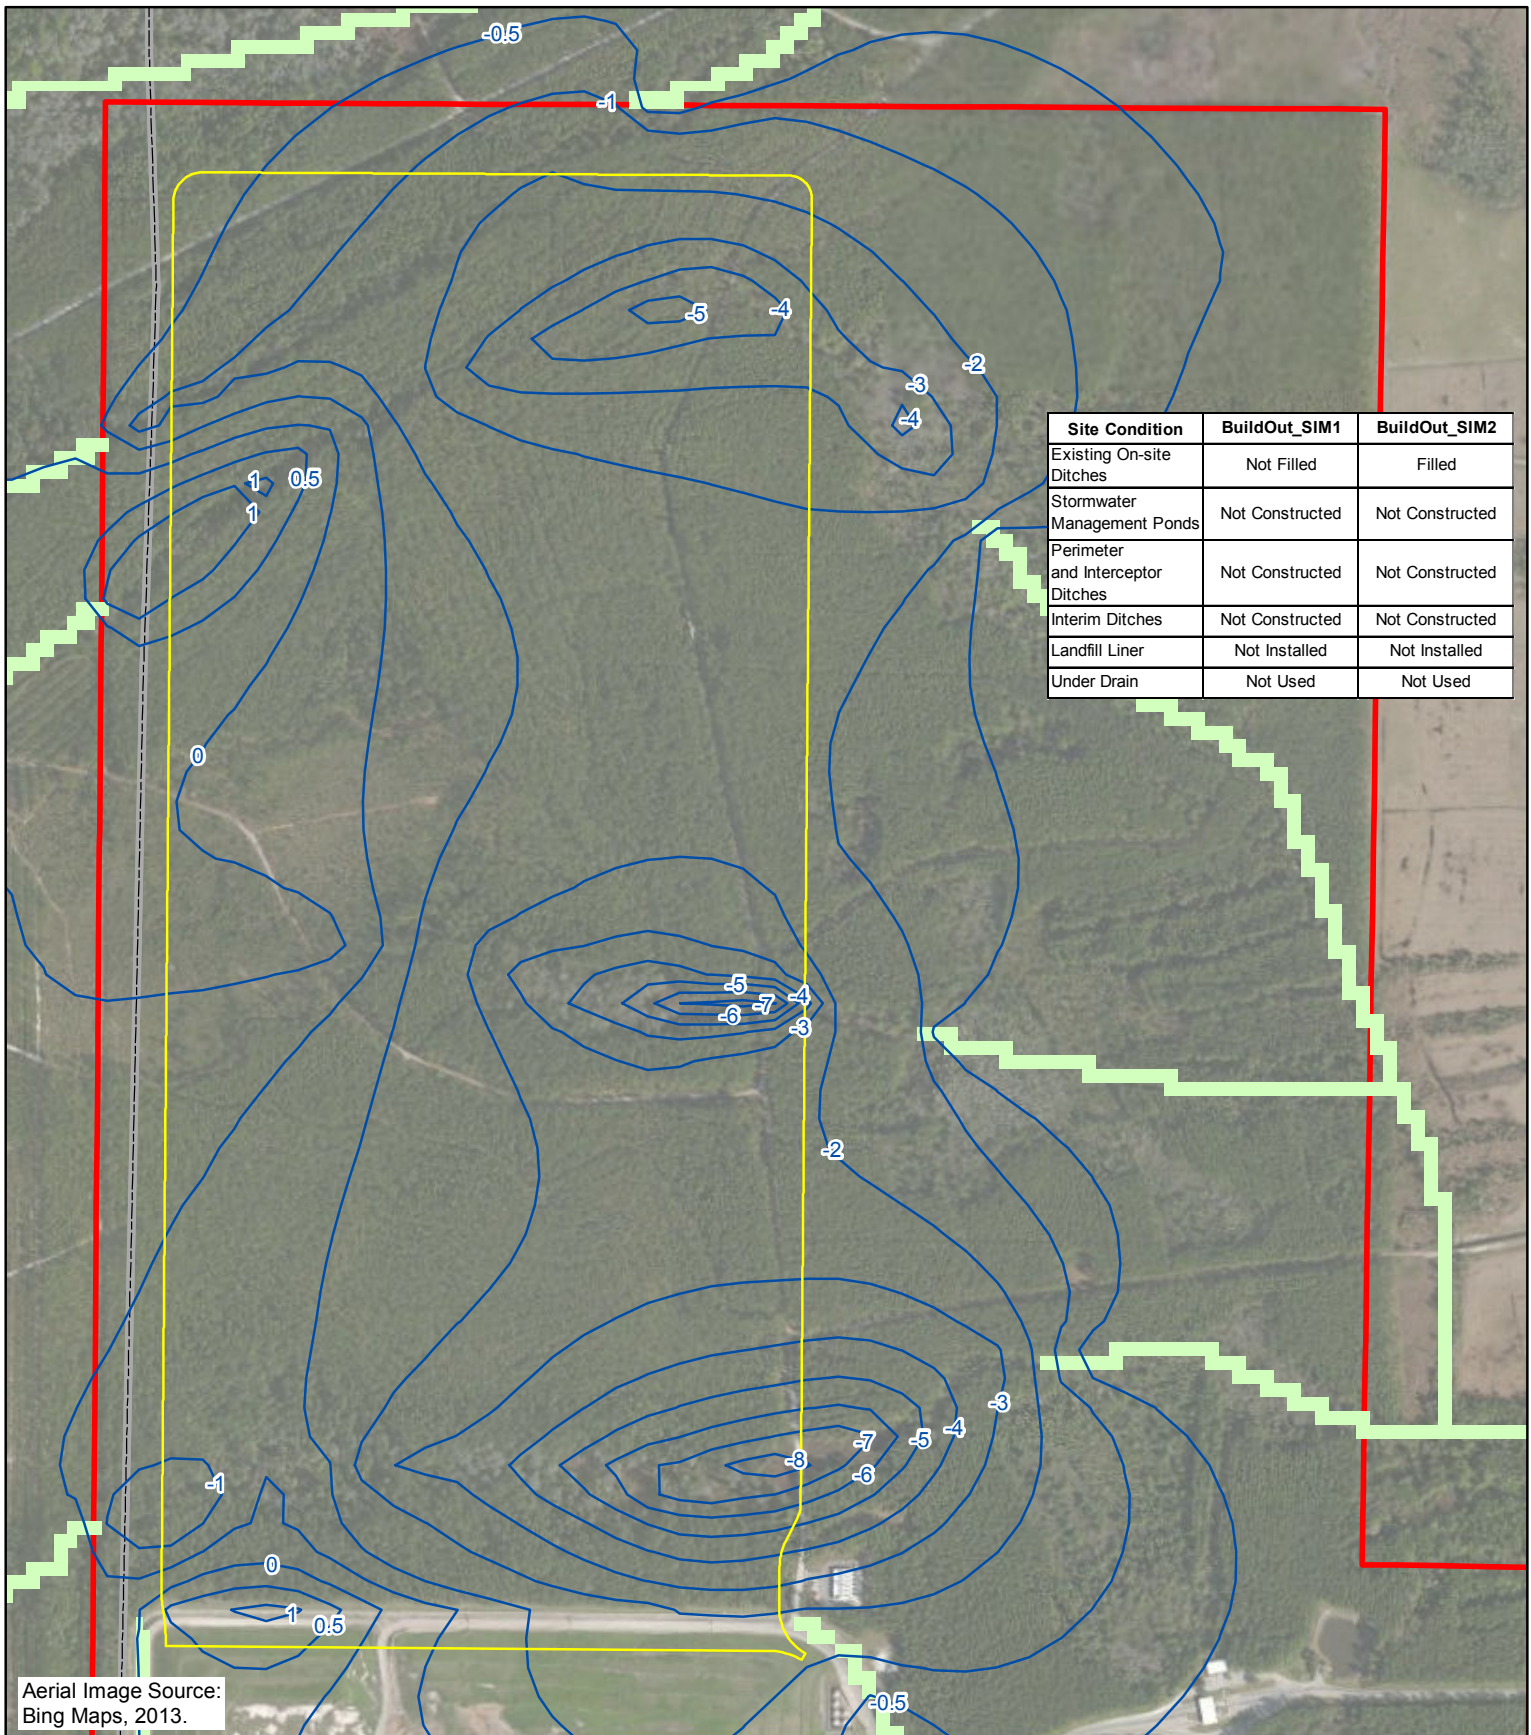 -0.5
-1
-5
-4
-2
-3
-4
Site Condition BuildOut_SIM1 BuildOut_SIM2
Existing On-site
Ditches
Not Filled Filled
Stormwater
Management Ponds
Not Constructed Not Constructed
Perimeter
and Interceptor
Ditches
Not Constructed Not Constructed
Interim Ditches Not Constructed Not Constructed
Landfill Liner Not Installed Not Installed
Under Drain Not Used Not Used
1
0.5
1
0
-5
-4
-7
-6
-3
-2
-3
-4
-5
-7
-8
-6
-1
0
1
0.5
-0.5
Aerial Image Source:
Bing Maps, 2013.